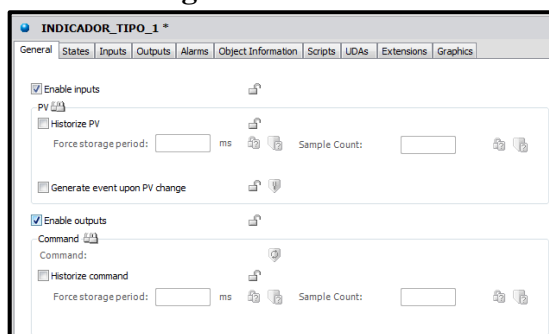 INDICADOR_TIPO_1 *
General States Inputs Outputs Alarms Object Information Scripts UDAs Extensions Graphics
Enable inputs
PV
Historize PV
Force storage period: ms Sample Count:
Generate event upon PV change
Enable outputs
Command
Command:
Historize command
Force storage period: ms Sample Count: